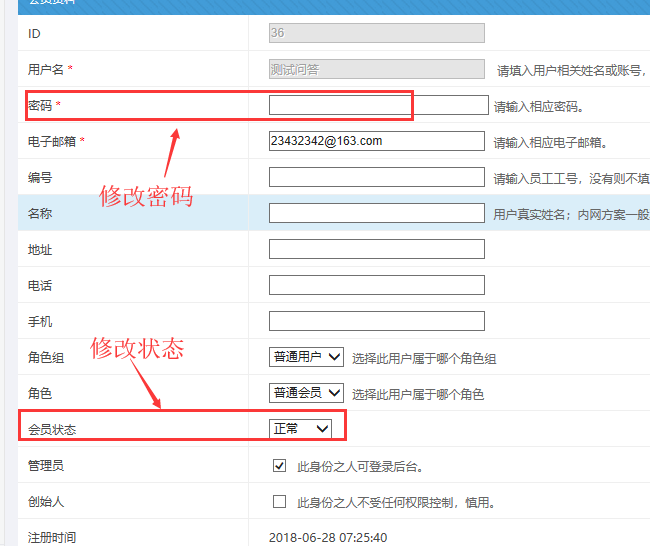 会员资料
ID 36
用户名 * 测试问答 请填入用户相关姓名或账号，
密码 * 请输入相应密码。
电子邮箱 * 23432342@163.com 请输入相应电子邮箱。
修改密码
编号 请输入员工工号，没有则不填
名称 用户真实姓名；内网方案一般
地址
电话
手机
修改状态
角色组 普通用户 选择此用户属于哪个角色组
角色 普通会员 选择此用户属于哪个角色
会员状态 正常
管理员 此身份之人可登录后台。
创始人 此身份之人不受任何权限控制，慎用。
注册时间 2018-06-28 07:25:40